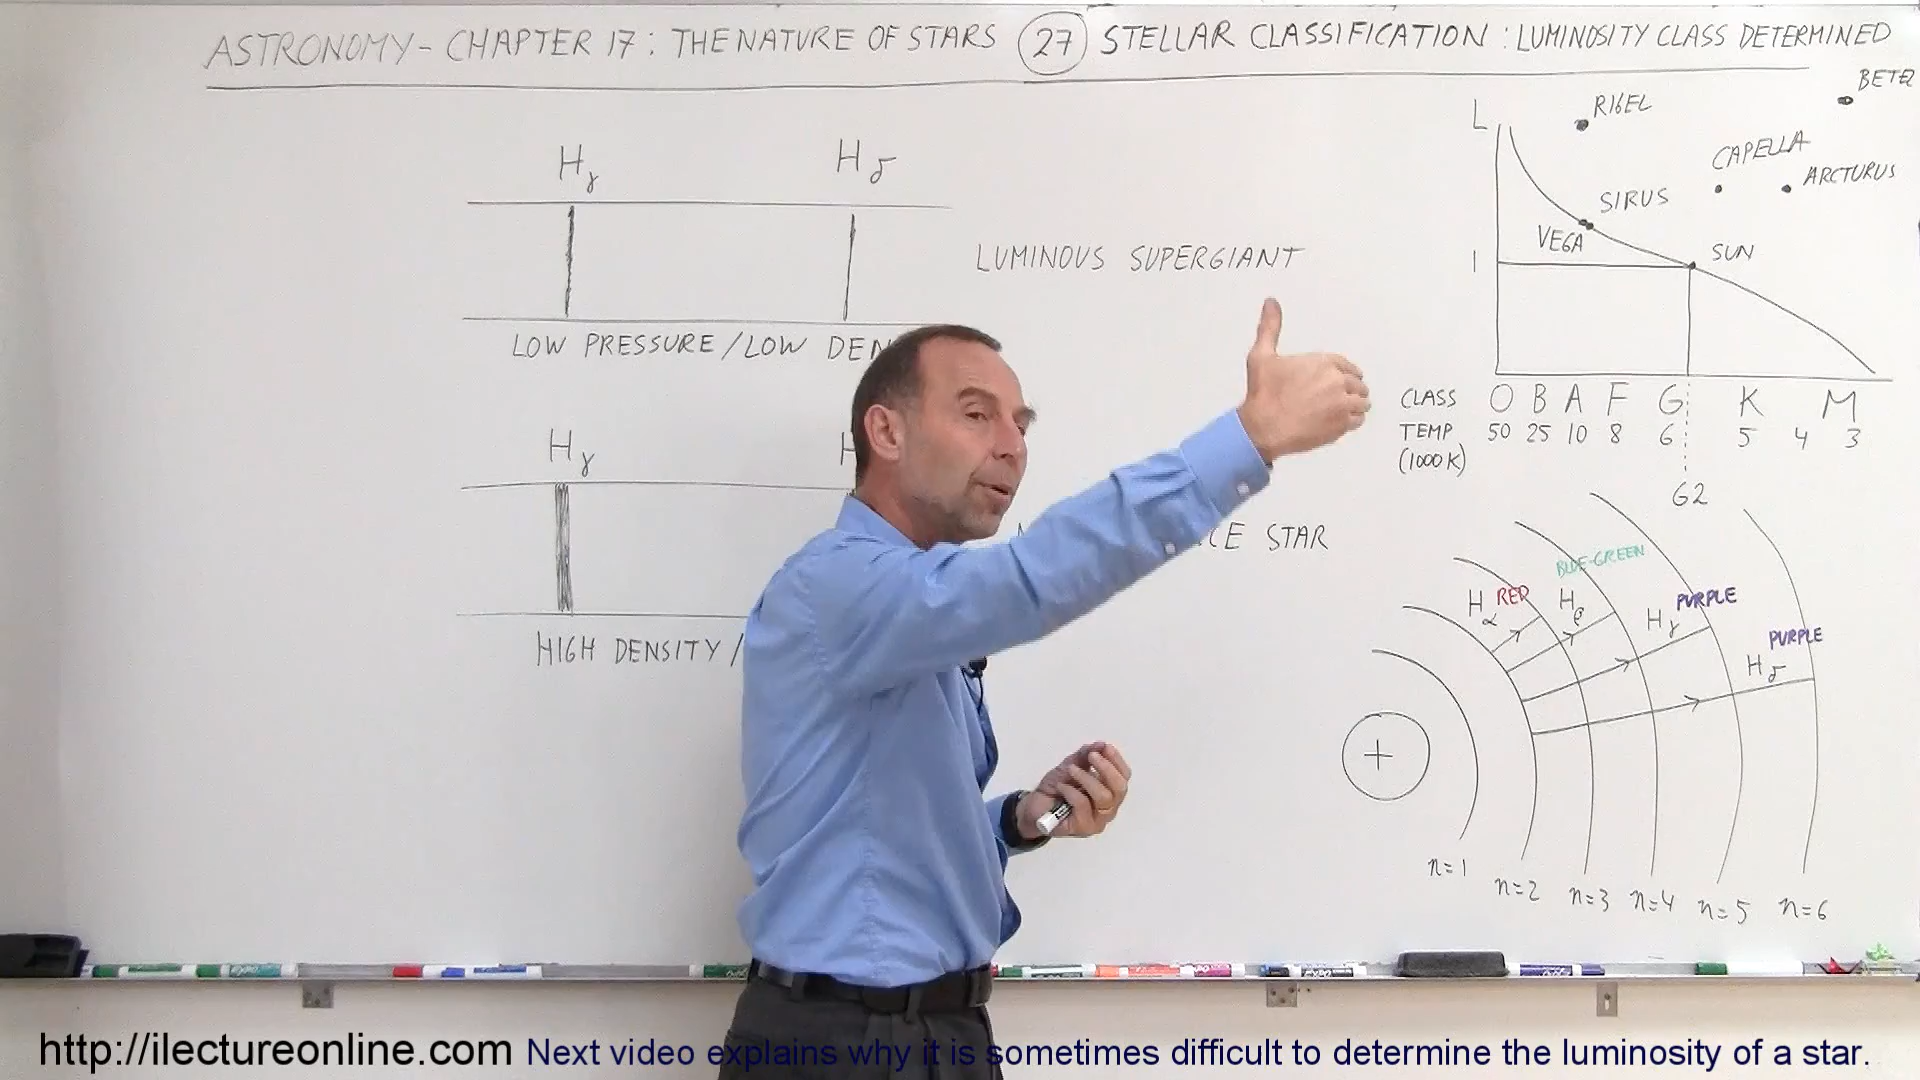 ASTRONOMY - CHAPTER 17: THE NATURE OF STARS 27 STELLAR CLASSIFICATION: LUMINOSITY CLASS DETERMINED
Hγ Hδ
LUMINOUS SUPERGIANT
LOW PRESSURE/LOW DEN
Hγ H
STAR
HIGH DENSITY/
L
RIGEL
BETEL
CAPELLA
ARCTURUS
SIRUS
VEGA
SUN
1
CLASS O B A F G K M
TEMP 50 25 10 8 6 5 4 3
(1000K)
G2
Hα RED
BLUE-GREEN
Hβ
PURPLE
Hγ
PURPLE
Hδ
+
n=1 n=2 n=3 n=4 n=5 n=6
http://ilectureonline.com Next video explains why it is sometimes difficult to determine the luminosity of a star.